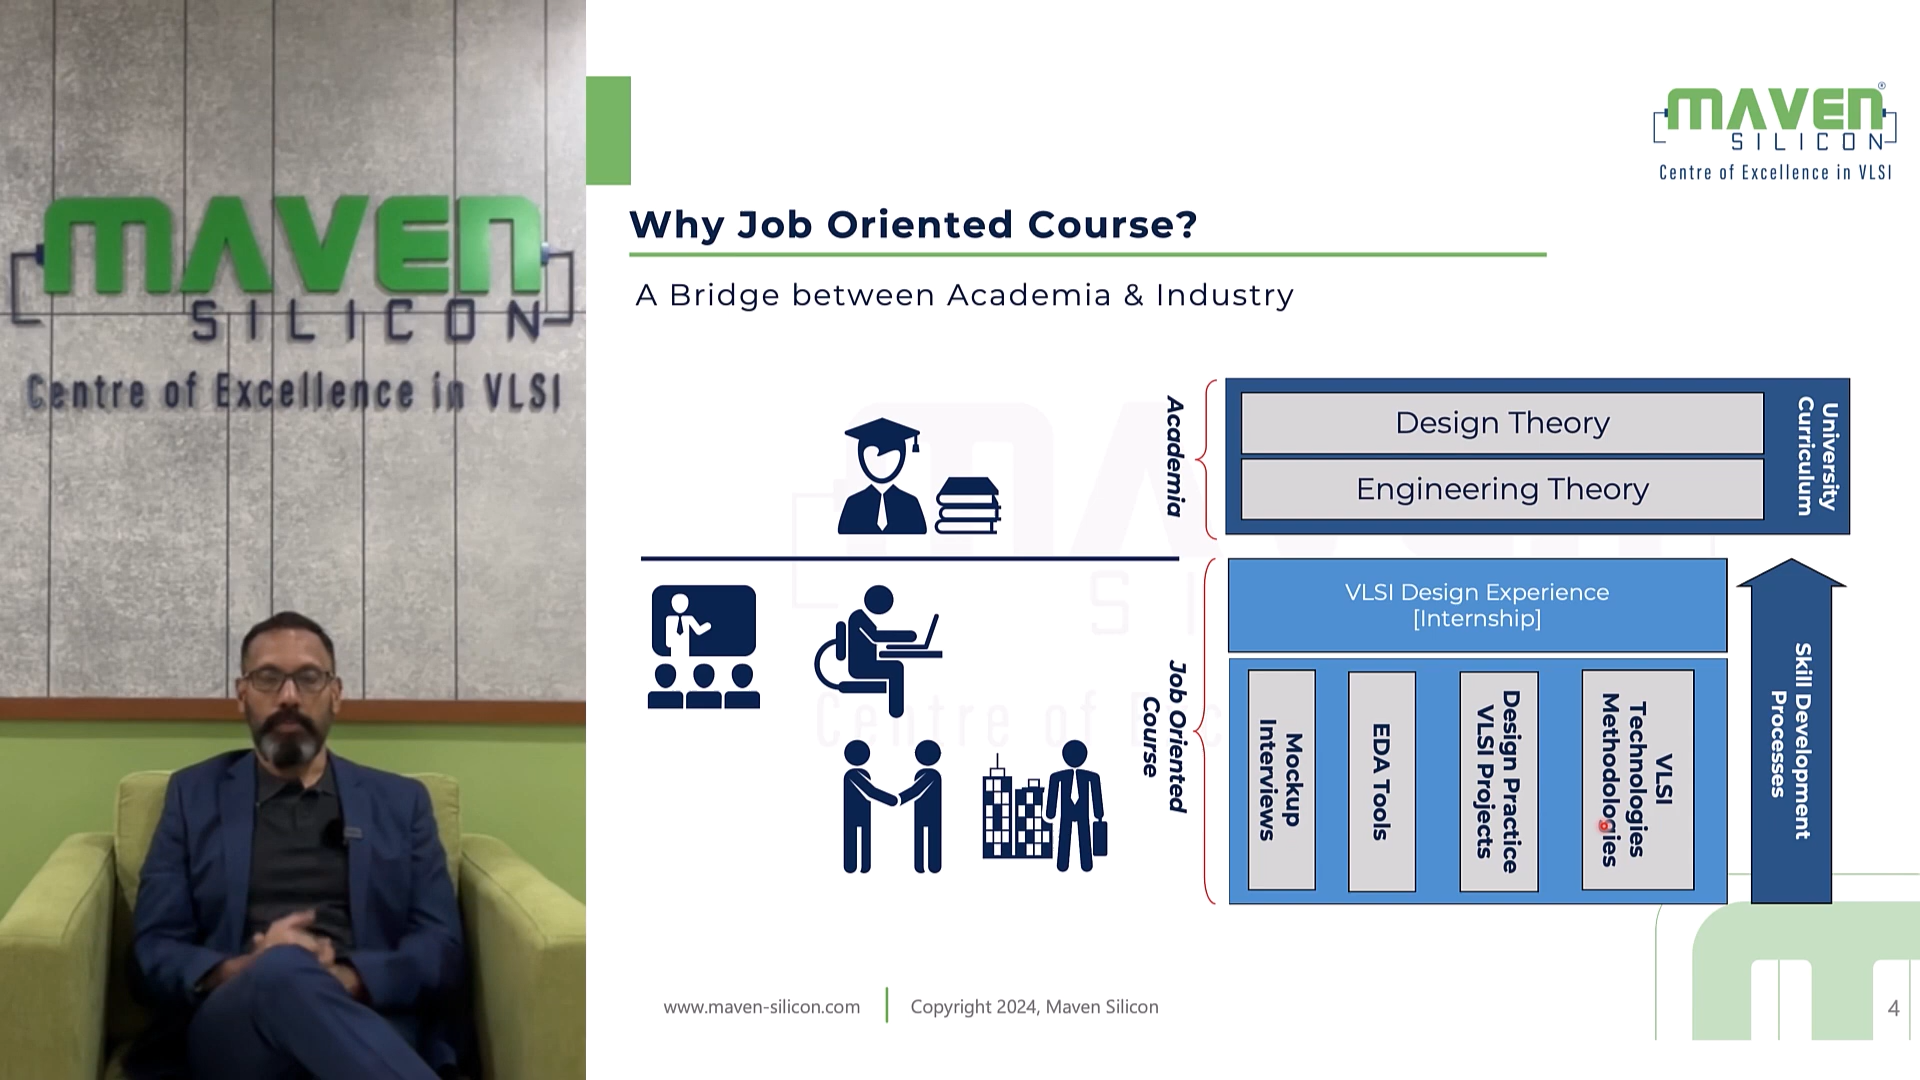 MAVEN
SILICON
Centre of Excellence in VLSI
MAVEN®
SILICON
Centre of Excellence in VLSI
Why Job Oriented Course?
A Bridge between Academia & Industry
Academia
Design Theory
Engineering Theory
University
Curriculum
Job Oriented
Course
VLSI Design Experience
[Internship]
Mockup
Interviews
EDA Tools
Design Practice
VLSI Projects
VLSI
Technologies
Methodologies
Skill Development
Processes
www.maven-silicon.com
Copyright 2024, Maven Silicon
4